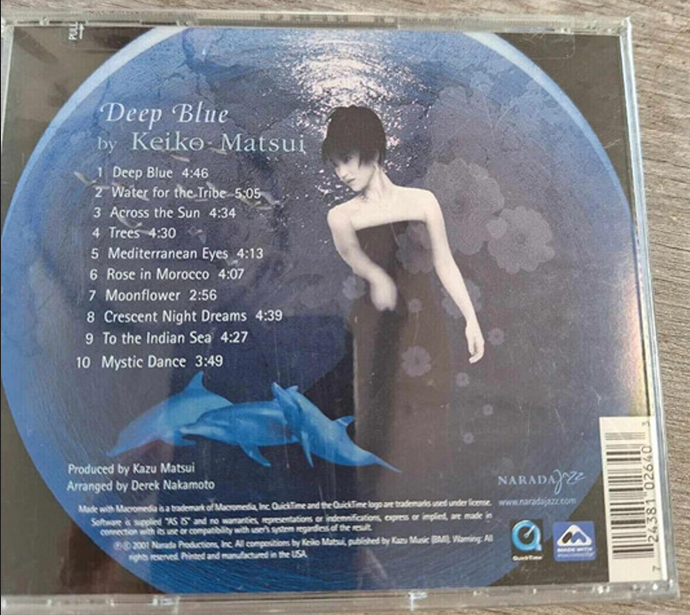 PULL
Deep Blue
by Keiko Matsui
1 Deep Blue 4:46
2 Water for the Tribe 5:05
3 Across the Sun 4:34
4 Trees 4:30
5 Mediterranean Eyes 4:13
6 Rose in Morocco 4:07
7 Moonflower 2:56
8 Crescent Night Dreams 4:39
9 To the Indian Sea 4:27
10 Mystic Dance 3:49
Produced by Kazu Matsui
Arranged by Derek Nakamoto
NARADA Jazz
www.naradajazz.com
Made with Macromedia is a trademark of Macromedia, Inc. QuickTime and the QuickTime logo are trademarks used under license.
Software is supplied "AS IS" and no warranties, representations or indemnifications, express or implied, are made in
connection with its use or compatibility with user's system regardless of the result.
℗© 2001 Narada Productions, Inc. All compositions by Keiko Matsui, published by Kazu Music (BMI). Warning: All
rights reserved. Printed and manufactured in the USA.
QuickTime
MADE WITH
MACROMEDIA
7 24381 02640 3